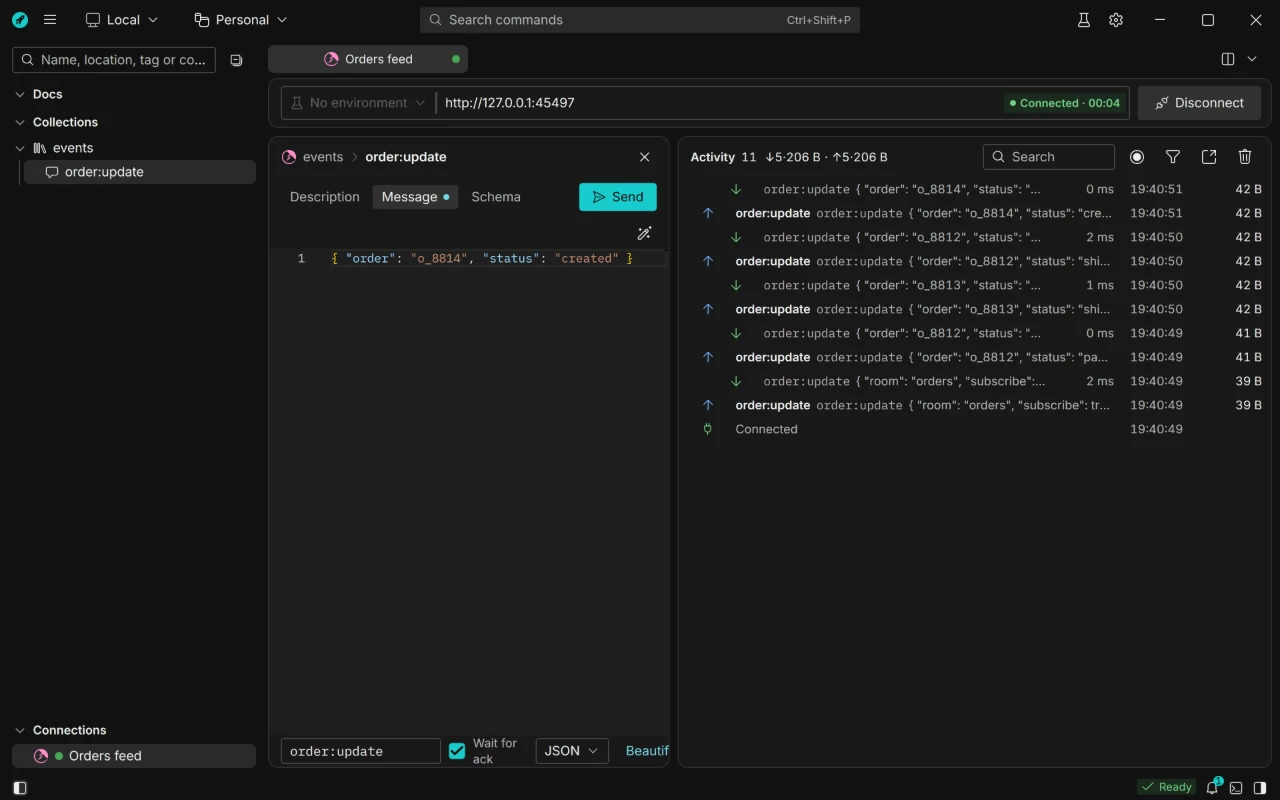 Local
Personal
Search commands
Ctrl+Shift+P
Name, location, tag or co...
Orders feed
Docs
Collections
events
order:update
No environment
http://127.0.0.1:45497
Connected · 00:04
Disconnect
events > order:update
Description
Message
Schema
Send
1 { "order": "o_8814", "status": "created" }
Activity 11 ↓5·206 B · ↑5·206 B
Search
order:update { "order": "o_8814", "status": "... 0 ms 19:40:51 42 B
order:update order:update { "order": "o_8814", "status": "cre... 19:40:51 42 B
order:update { "order": "o_8812", "status": "... 2 ms 19:40:50 42 B
order:update order:update { "order": "o_8812", "status": "shi... 19:40:50 42 B
order:update { "order": "o_8813", "status": "... 1 ms 19:40:50 42 B
order:update order:update { "order": "o_8813", "status": "shi... 19:40:50 42 B
order:update { "order": "o_8812", "status": "... 0 ms 19:40:49 41 B
order:update order:update { "order": "o_8812", "status": "pa... 19:40:49 41 B
order:update { "room": "orders", "subscribe":... 2 ms 19:40:49 39 B
order:update order:update { "room": "orders", "subscribe": tr... 19:40:49 39 B
Connected 19:40:49
Connections
Orders feed
order:update
Wait for
ack
JSON
Beautif
Ready
1